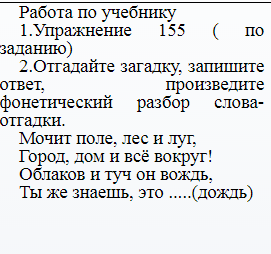 Работа по учебнику
1.Упражнение 155 ( по
заданию)
2.Отгадайте загадку, запишите
ответ, произведите
фонетический разбор слова-
отгадки.
Мочит поле, лес и луг,
Город, дом и всё вокруг!
Облаков и туч он вождь,
Ты же знаешь, это .....(дождь)